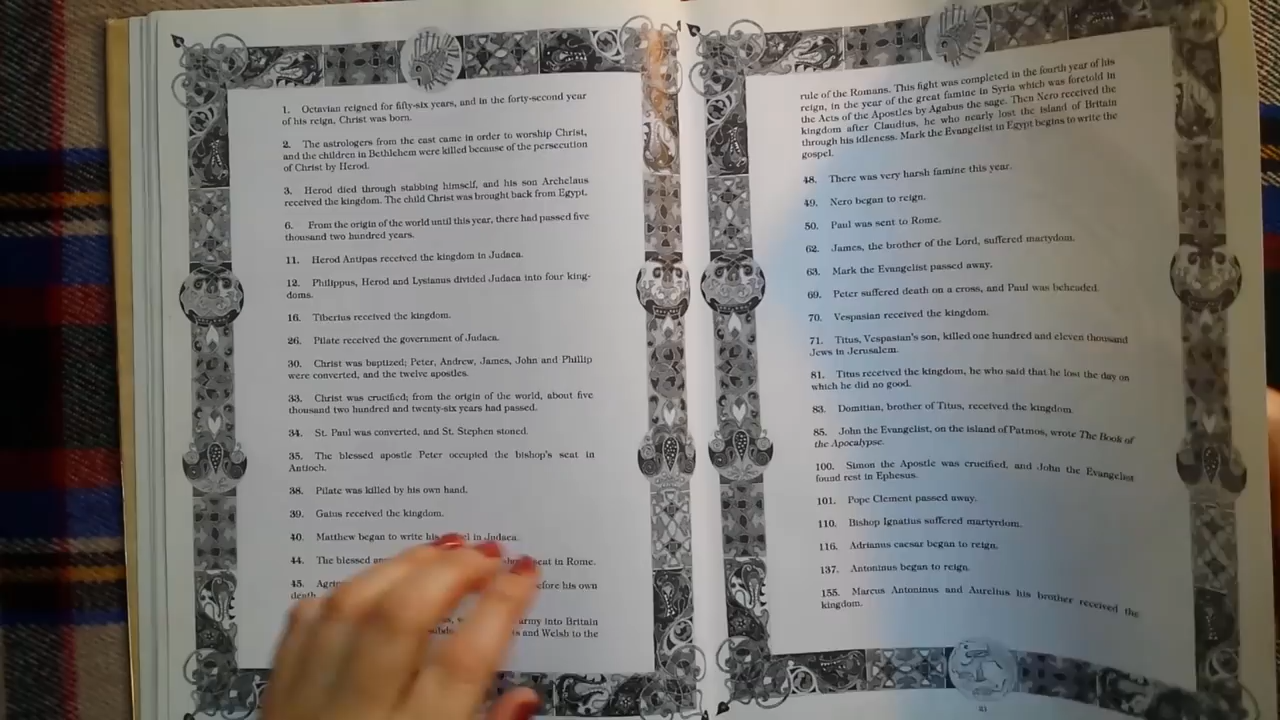 1. Octavian reigned for fifty-six years, and in the forty-second year
of his reign. Christ was born.
2. The astrologers from the east came in order to worship Christ,
and the children in Bethlehem were killed because of the persecution
of Christ by Herod.
3. Herod died through stabbing himself, and his son Archelaus
received the kingdom. The child Christ was brought back from Egypt.
6. From the origin of the world until this year, there had passed five
thousand two hundred years.
11. Herod Antipas received the kingdom in Judaea.
12. Philippus, Herod and Lysianus divided Judaea into four king-
doms.
16. Tiberius received the kingdom.
26. Pilate received the government of Judaea.
30. Christ was baptized; Peter, Andrew, James, John and Phillip
were converted, and the twelve apostles.
33. Christ was crucified; from the origin of the world, about five
thousand two hundred and twenty-six years had passed.
34. St. Paul was converted, and St. Stephen stoned.
35. The blessed apostle Peter occupied the bishop's seat in
Antioch.
38. Pilate was killed by his own hand.
39. Gaius received the kingdom.
40. Matthew began to write his in Judaea.
44. The blessed seat in Rome.
45. before his own
death
army into Britain
and Welsh to the
rule of the Romans. This fight was completed in the fourth year of his
reign, in the year of the great famine in Syria which was foretold in
the Acts of the Apostles by Agabus the sage. Then Nero received the
kingdom after Claudius, he who nearly lost the island of Britain
through his idleness. Mark the Evangelist in Egypt begins to write the
gospel.
48. There was very harsh famine this year.
49. Nero began to reign.
50. Paul was sent to Rome.
62. James, the brother of the Lord, suffered martydom.
63. Mark the Evangelist passed away.
69. Peter suffered death on a cross, and Paul was beheaded.
70. Vespasian received the kingdom.
71. Titus, Vespasian's son, killed one hundred and eleven thousand
Jews in Jerusalem.
81. Titus received the kingdom, he who said that he lost the day on
which he did no good.
83. Domitian, brother of Titus, received the kingdom.
85. John the Evangelist, on the island of Patmos, wrote The Book of
the Apocalypse.
100. Simon the Apostle was crucified, and John the Evangelist
found rest in Ephesus.
101. Pope Clement passed away.
110. Bishop Ignatius suffered martyrdom.
116. Adrianus caesar began to reign.
137. Antoninus began to reign.
155. Marcus Antoninus and Aurelius his brother received the
kingdom.